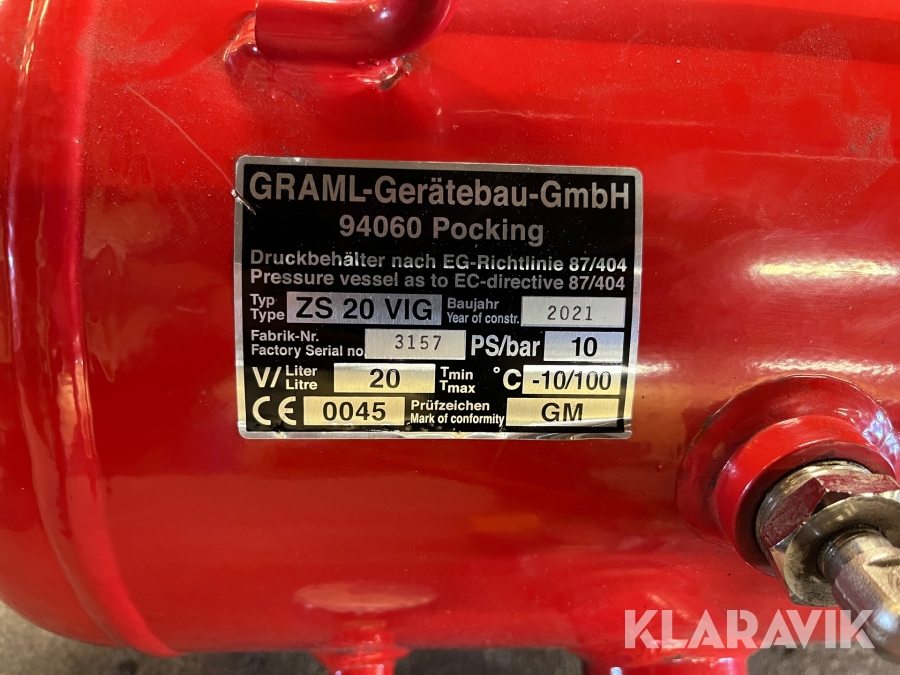 GRAML-Gerätebau-GmbH
94060 Pocking
Druckbehälter nach EG-Richtlinie 87/404
Pressure vessel as to EC-directive 87/404
Typ
Type ZS 20 VIG Baujahr
Year of constr. 2021
Fabrik-Nr.
Factory Serial no 3157 PS/bar 10
V/ Liter
Litre 20 Tmin
Tmax °C -10/100
CE 0045 Prüfzeichen
Mark of conformity GM
KLARAVIK